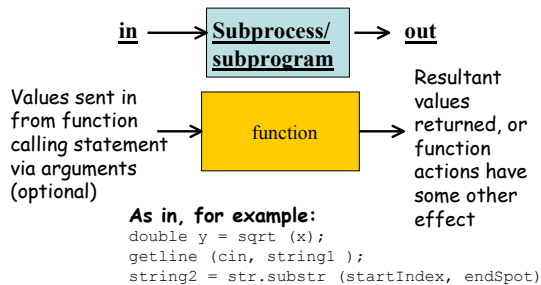 in
Subprocess/
subprogram
out
Values sent in
from function
calling statement
via arguments
(optional)
function
Resultant
values
returned, or
function
actions have
some other
effect
As in, for example:
double y = sqrt (x);
getline (cin, string1 );
string2 = str.substr (startIndex, endSpot)